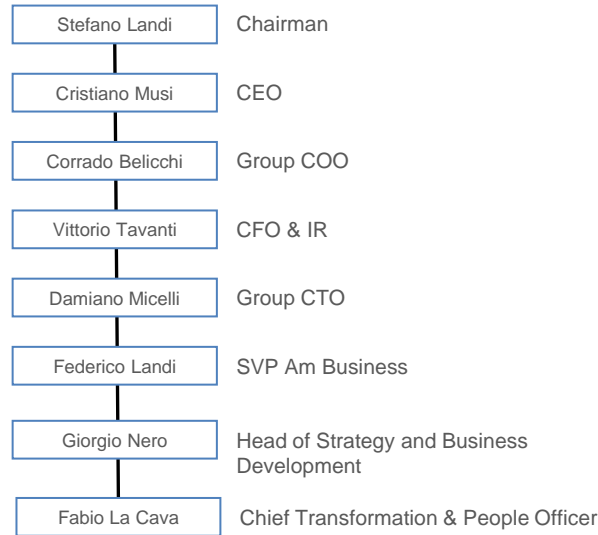 Stefano Landi Chairman
Cristiano Musi CEO
Corrado Belicchi Group COO
Vittorio Tavanti CFO & IR
Damiano Micelli Group CTO
Federico Landi SVP Am Business
Giorgio Nero Head of Strategy and Business
Development
Fabio La Cava Chief Transformation & People Officer